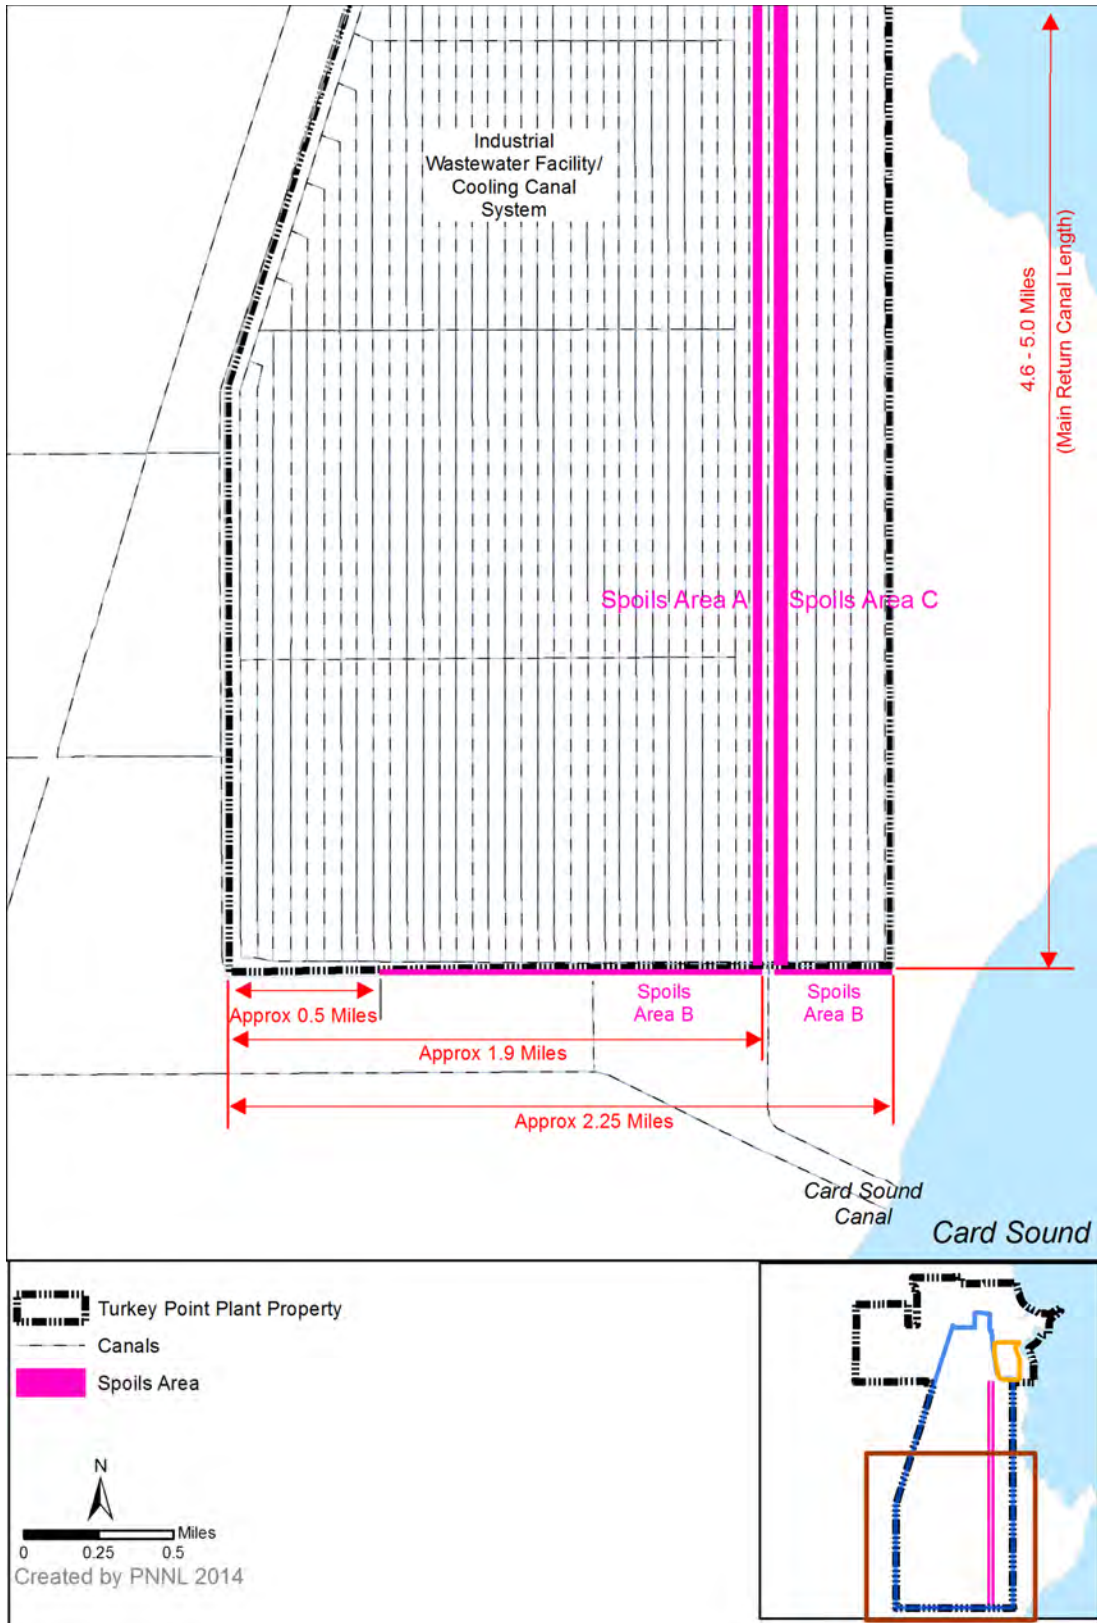 Industrial
Wastewater Facility/
Cooling Canal
System
4.6 - 5.0 Miles
(Main Return Canal Length)
Spoils Area A
Spoils Area C
Spoils
Area B
Spoils
Area B
Approx 0.5 Miles
Approx 1.9 Miles
Approx 2.25 Miles
Card Sound
Canal
Card Sound
Turkey Point Plant Property
Canals
Spoils Area
N
Miles
0 0.25 0.5
Created by PNNL 2014